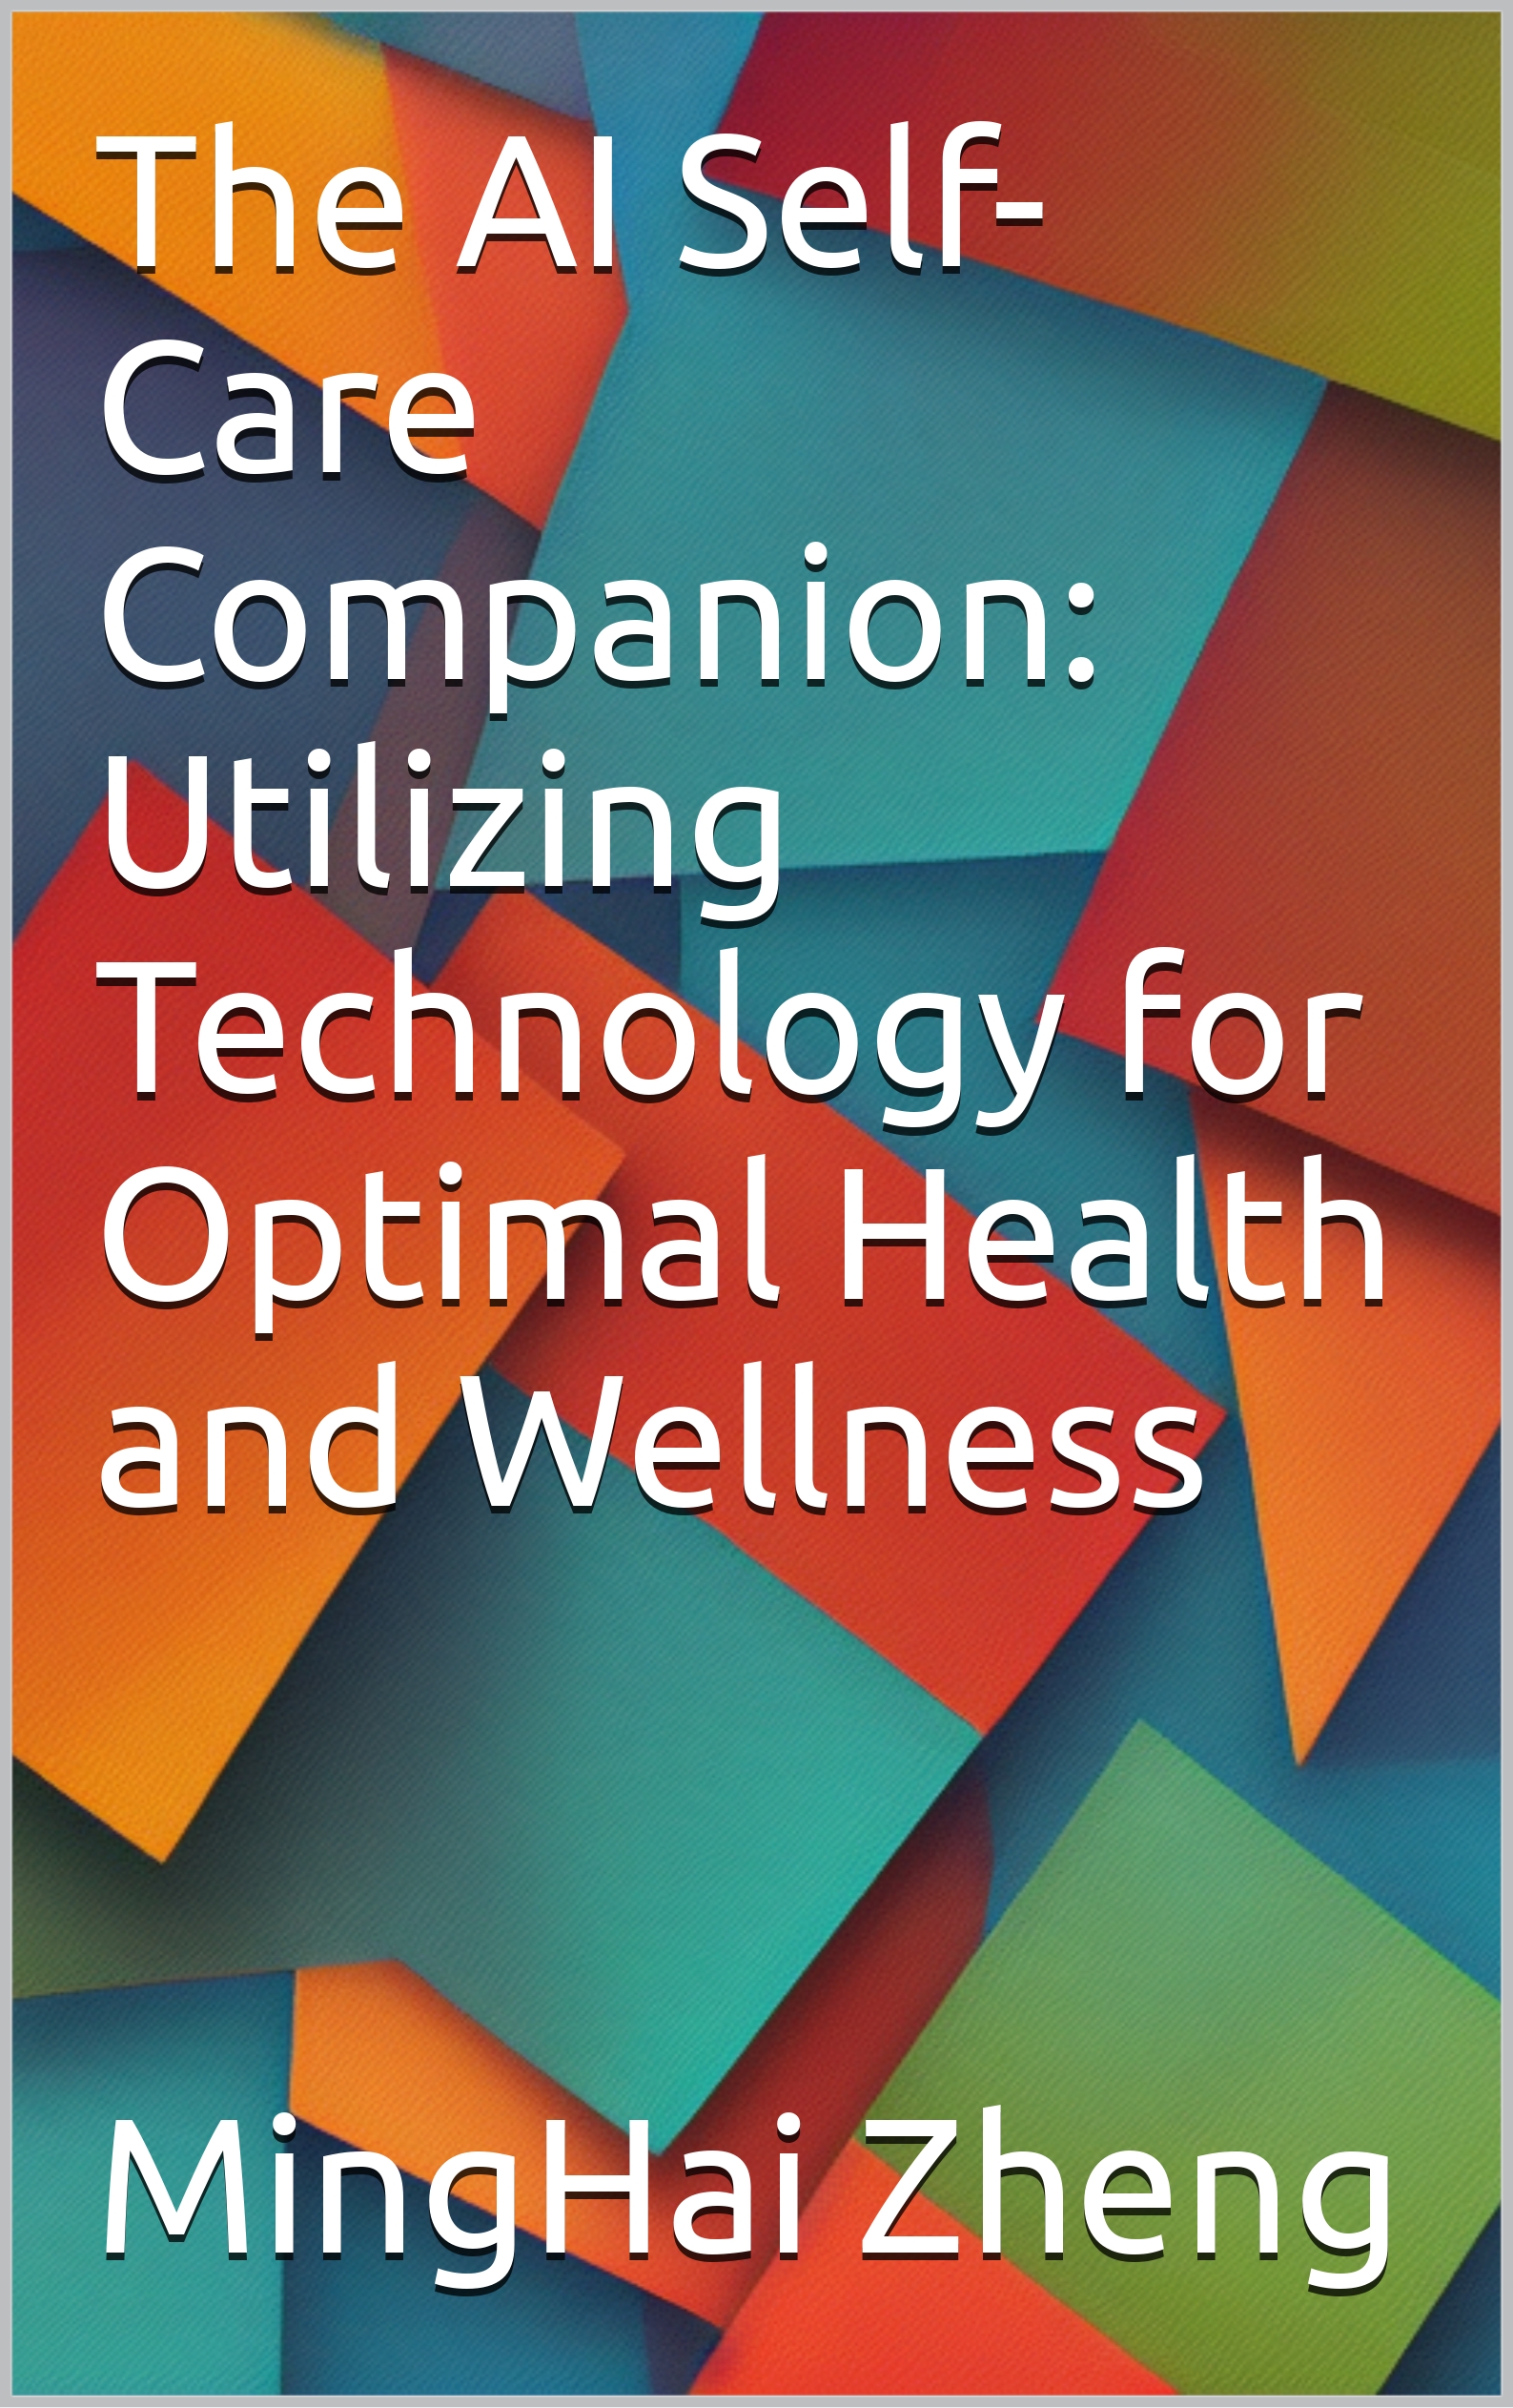 The AI Self-
Care
Companion:
Utilizing
Technology for
Optimal Health
and Wellness
MingHai Zheng